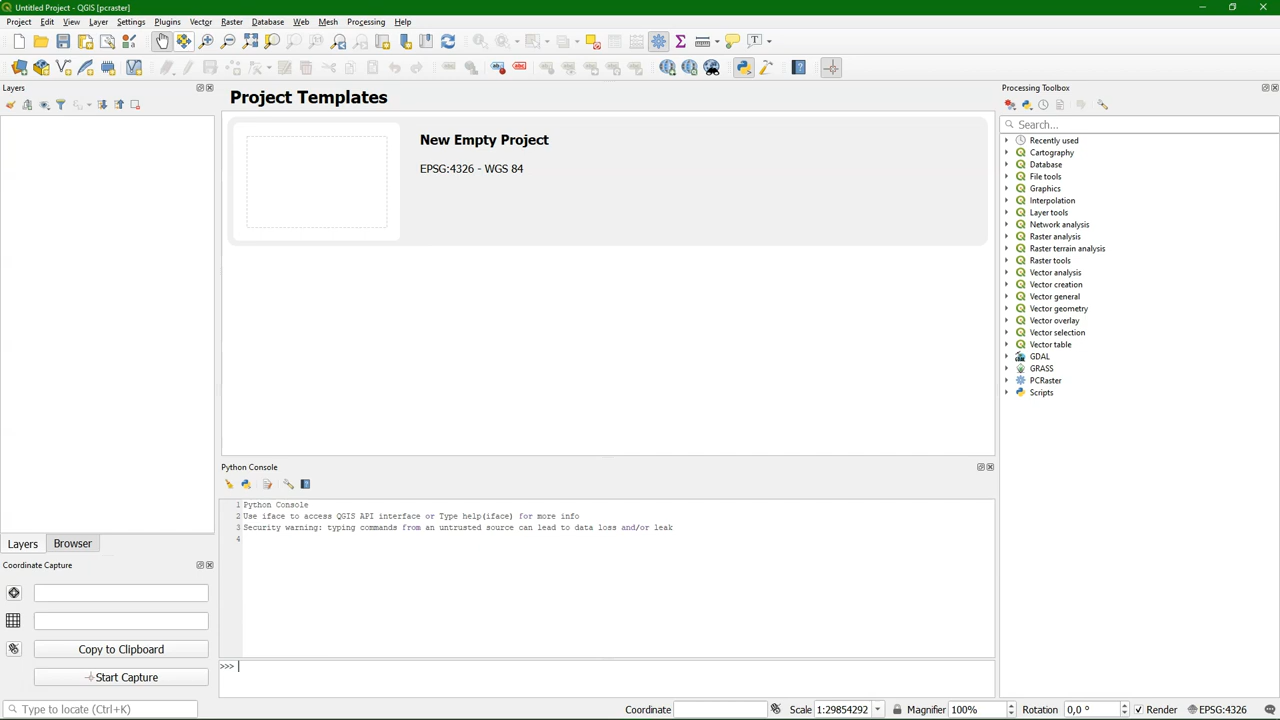 Untitled Project - QGIS [pcraster]
Project Edit View Layer Settings Plugins Vector Raster Database Web Mesh Processing Help
Layers
Project Templates
New Empty Project
EPSG:4326 - WGS 84
Python Console
1 Python Console
2 Use iface to access QGIS API interface or Type help(iface) for more info
3 Security warning: typing commands from an untrusted source can lead to data loss and/or leak
4
>>>
Layers Browser
Coordinate Capture
Copy to Clipboard
Start Capture
Processing Toolbox
Search...
Recently used
Cartography
Database
File tools
Graphics
Interpolation
Layer tools
Network analysis
Raster analysis
Raster terrain analysis
Raster tools
Vector analysis
Vector creation
Vector general
Vector geometry
Vector overlay
Vector selection
Vector table
GDAL
GRASS
PCRaster
Scripts
Type to locate (Ctrl+K) Coordinate Scale 1:29854292 Magnifier 100% Rotation 0,0 ° Render EPSG:4326